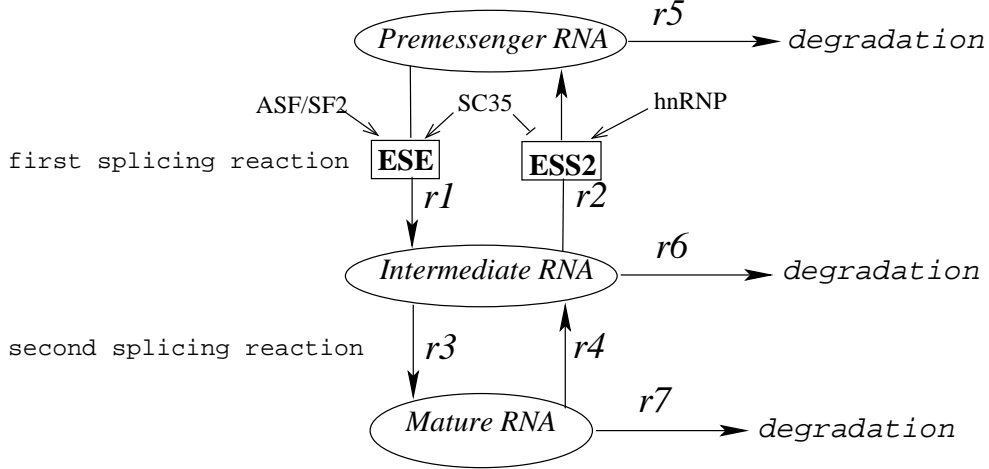 r5
Premessenger RNA
degradation
ASF/SF2
SC35
hnRNP
first splicing reaction
ESE
ESS2
r1
r2
r6
Intermediate RNA
degradation
second splicing reaction
r3
r4
r7
Mature RNA
degradation